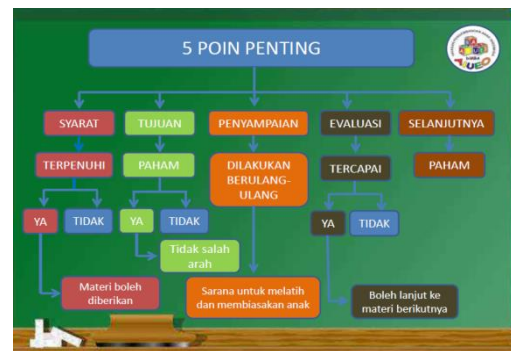 5 POIN PENTING
SYARAT
TUJUAN
PENYAMPAIAN
EVALUASI
SELANJUTNYA
TERPENUHI
PAHAM
DILAKUKAN
BERULANG-
ULANG
TERCAPAI
PAHAM
YA
TIDAK
YA
TIDAK
YA
TIDAK
Tidak salah
arah
Materi boleh
diberikan
Sarana untuk melatih
dan membiasakan anak
Boleh lanjut ke
materi berikutnya